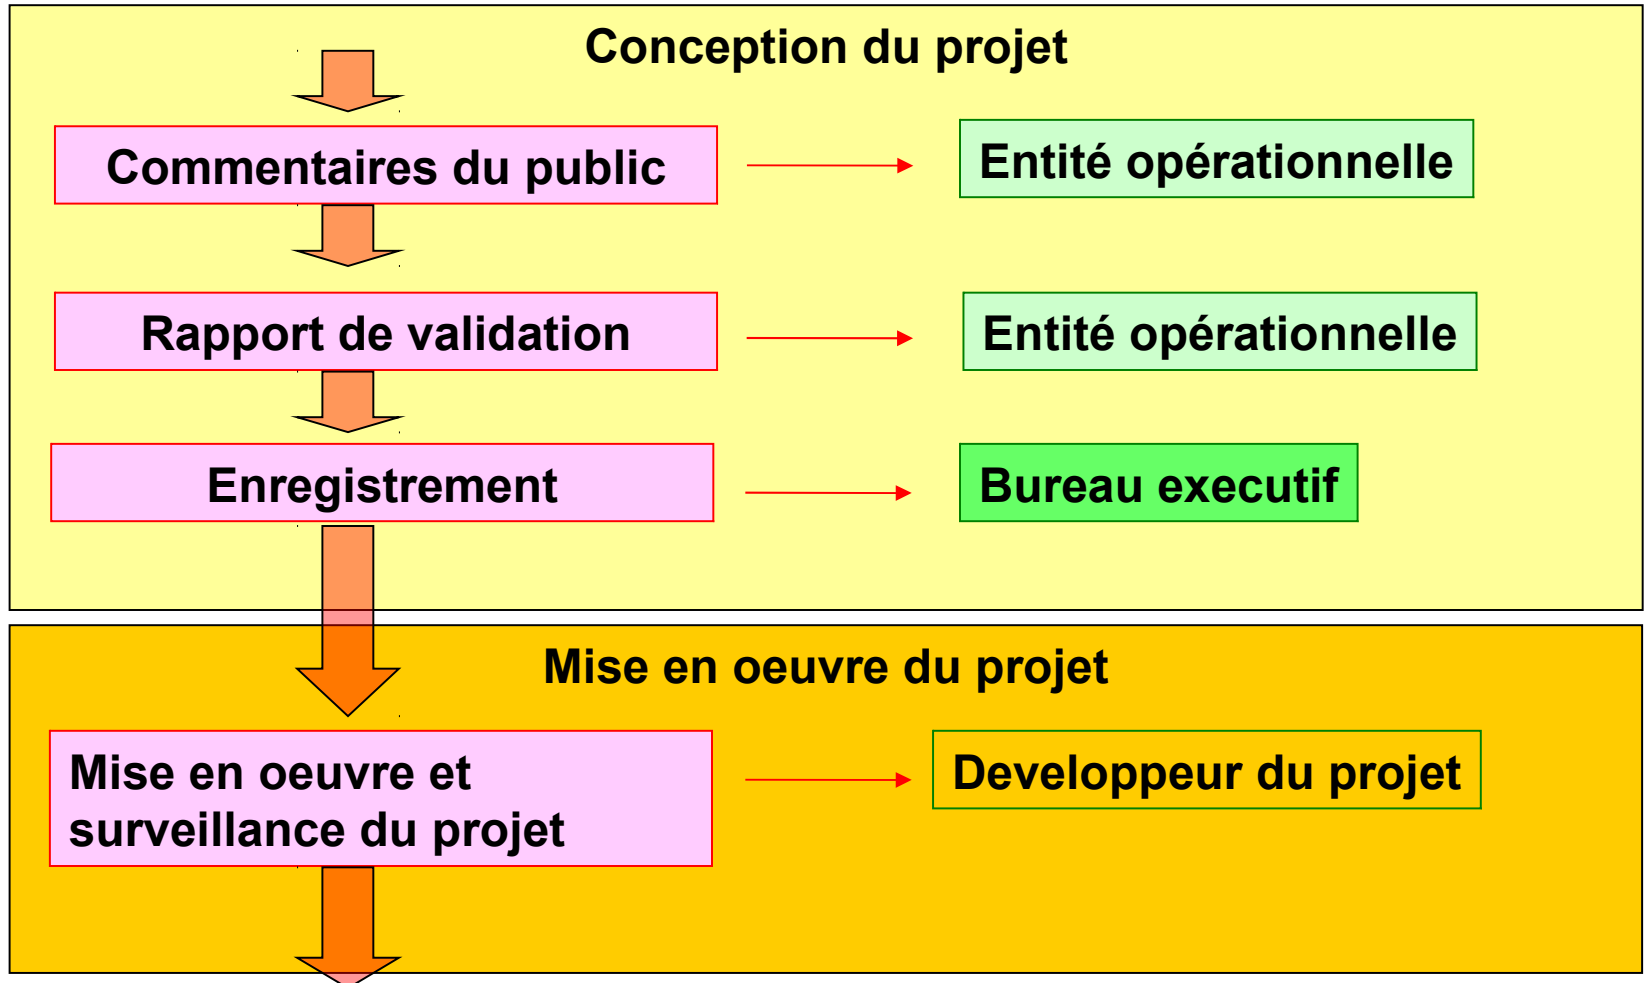 Conception du projet
Commentaires du public
Entité opérationnelle
Rapport de validation
Entité opérationnelle
Enregistrement
Bureau executif
Mise en oeuvre du projet
Mise en oeuvre et
surveillance du projet
Developpeur du projet